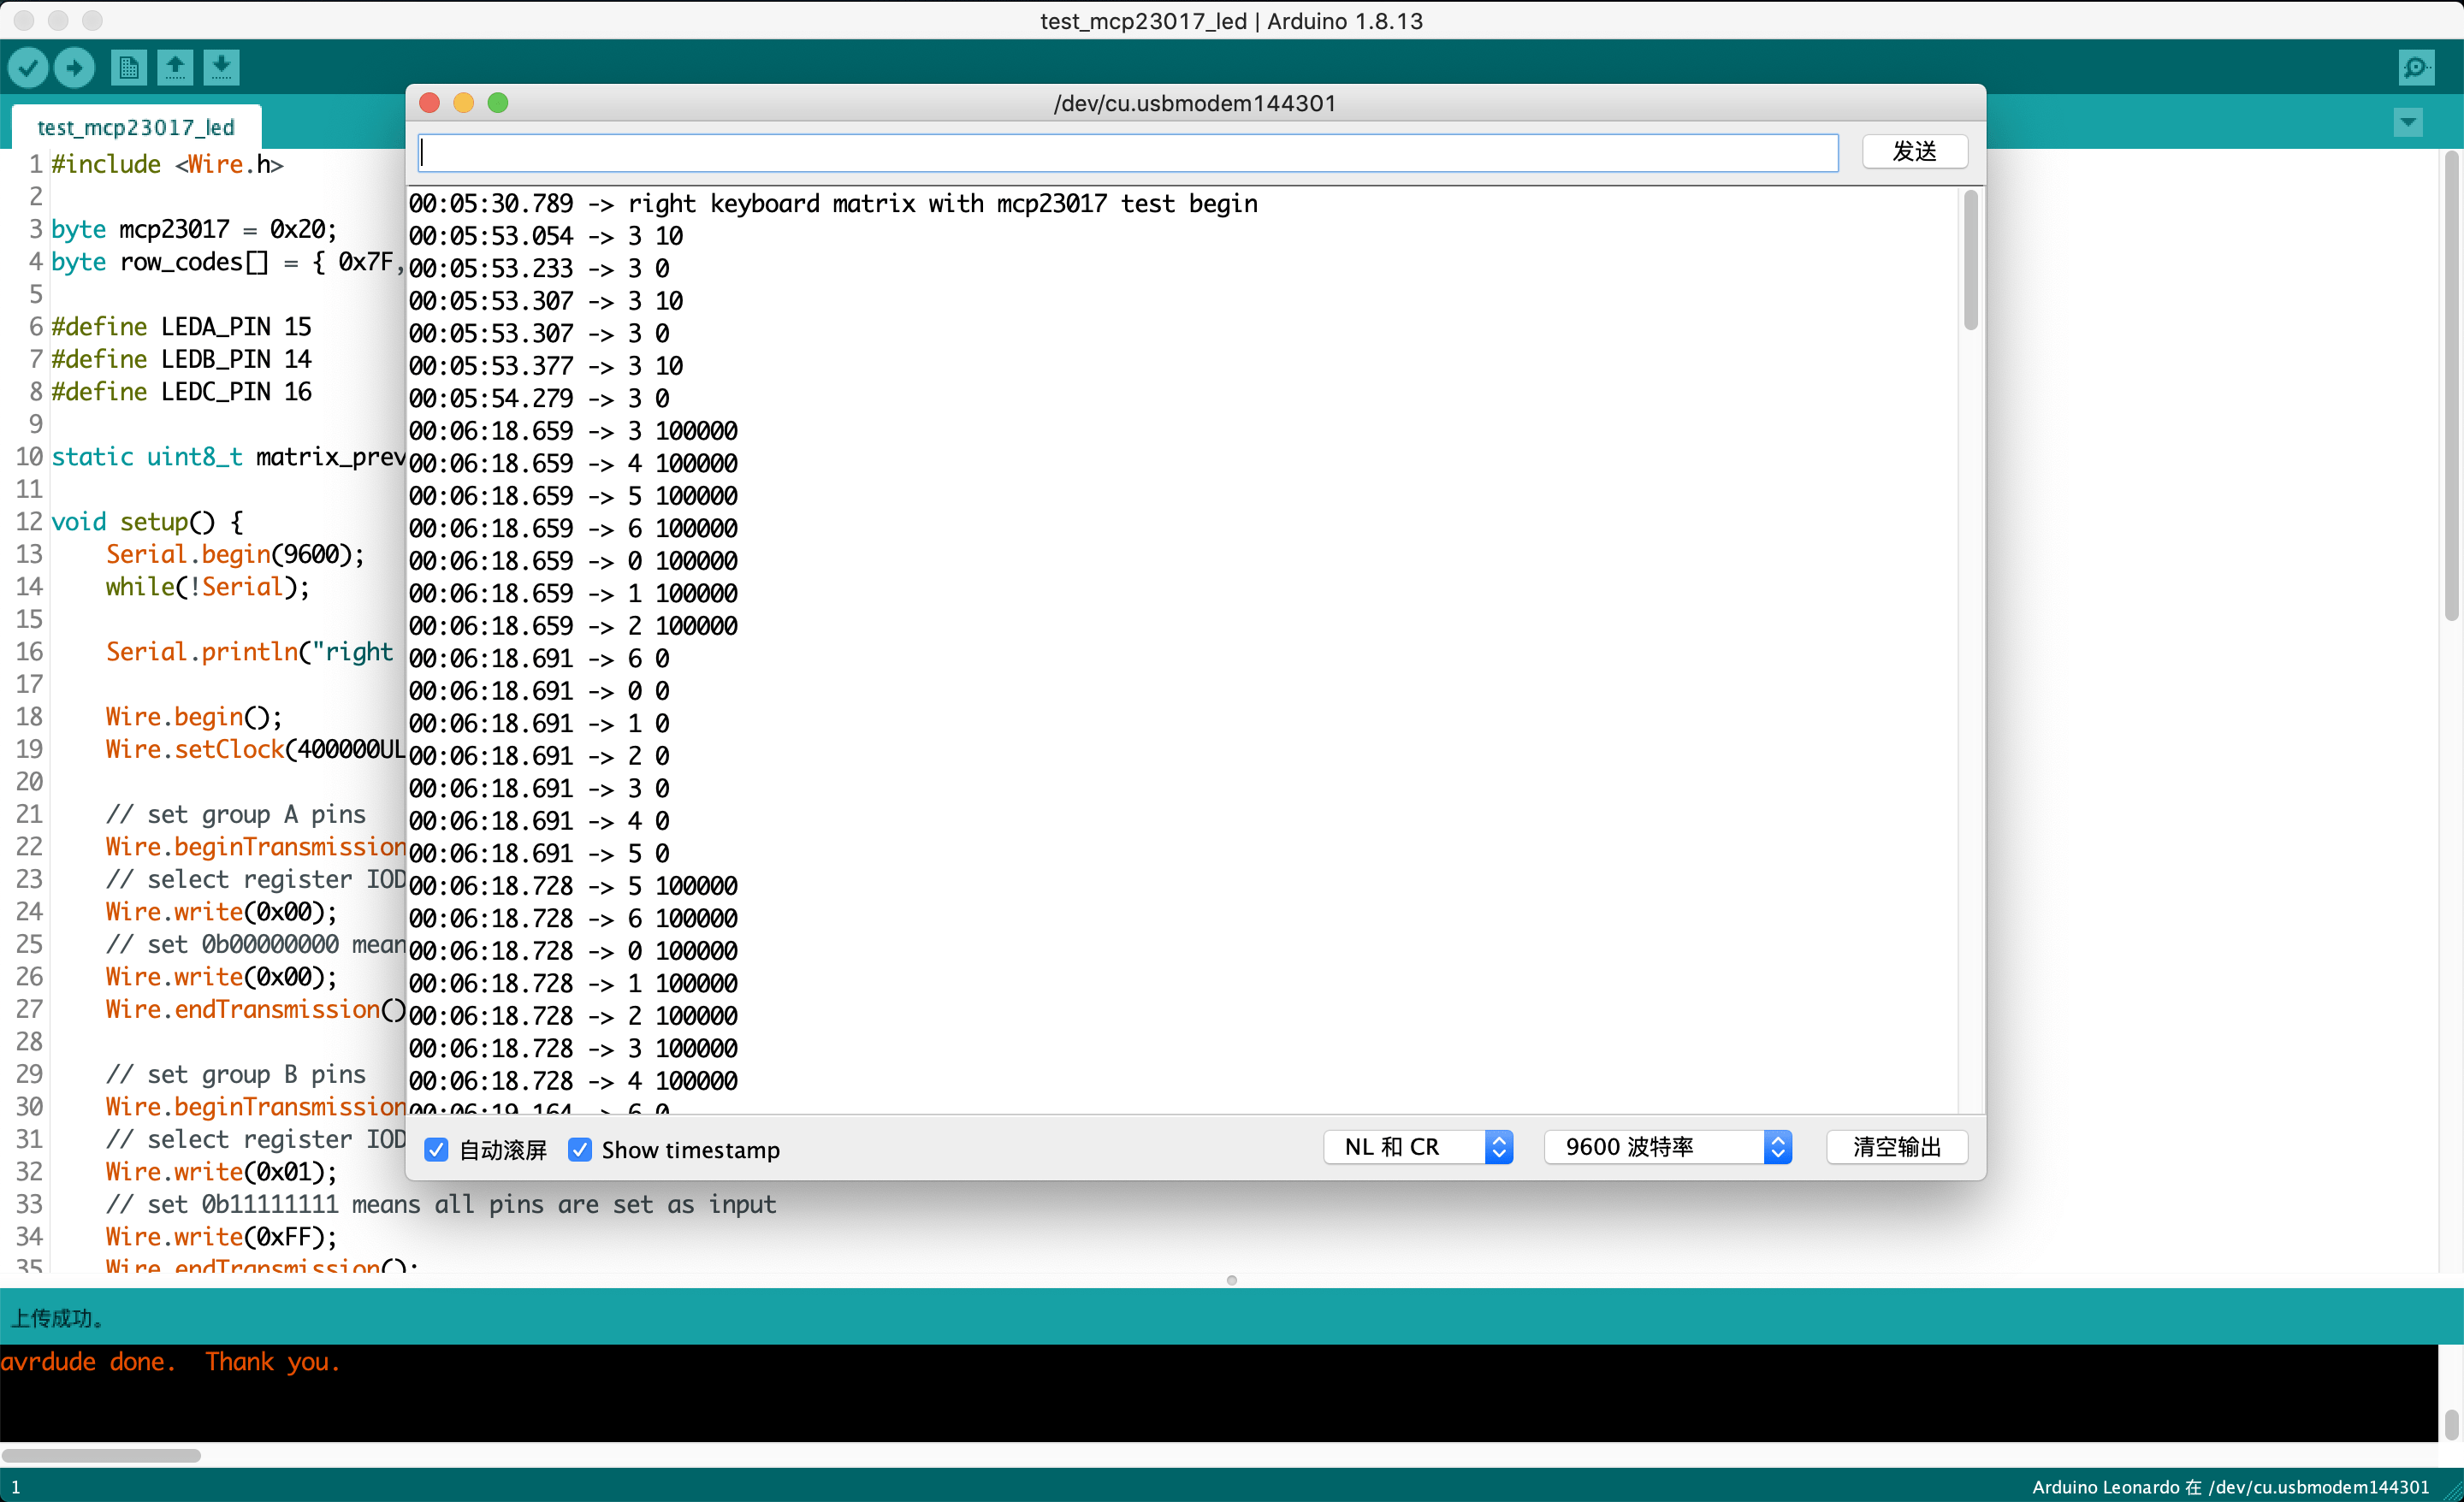 test_mcp23017_led | Arduino 1.8.13
test_mcp23017_led
1 #include <Wire.h>
2
3 byte mcp23017 = 0x20;
4 byte row_codes[] = { 0x7F,
5
6 #define LEDA_PIN 15
7 #define LEDB_PIN 14
8 #define LEDC_PIN 16
9
10 static uint8_t matrix_prev
11
12 void setup() {
13 Serial.begin(9600);
14 while(!Serial);
15
16 Serial.println("right
17
18 Wire.begin();
19 Wire.setClock(400000UL
20
21 // set group A pins
22 Wire.beginTransmission
23 // select register IOD
24 Wire.write(0x00);
25 // set 0b00000000 mean
26 Wire.write(0x00);
27 Wire.endTransmission()
28
29 // set group B pins
30 Wire.beginTransmission
31 // select register IOD
32 Wire.write(0x01);
33 // set 0b11111111 means all pins are set as input
34 Wire.write(0xFF);
35 Wire.endTransmission();
/dev/cu.usbmodem144301
发送
00:05:30.789 -> right keyboard matrix with mcp23017 test begin
00:05:53.054 -> 3 10
00:05:53.233 -> 3 0
00:05:53.307 -> 3 10
00:05:53.307 -> 3 0
00:05:53.377 -> 3 10
00:05:54.279 -> 3 0
00:06:18.659 -> 3 100000
00:06:18.659 -> 4 100000
00:06:18.659 -> 5 100000
00:06:18.659 -> 6 100000
00:06:18.659 -> 0 100000
00:06:18.659 -> 1 100000
00:06:18.659 -> 2 100000
00:06:18.691 -> 6 0
00:06:18.691 -> 0 0
00:06:18.691 -> 1 0
00:06:18.691 -> 2 0
00:06:18.691 -> 3 0
00:06:18.691 -> 4 0
00:06:18.691 -> 5 0
00:06:18.728 -> 5 100000
00:06:18.728 -> 6 100000
00:06:18.728 -> 0 100000
00:06:18.728 -> 1 100000
00:06:18.728 -> 2 100000
00:06:18.728 -> 3 100000
00:06:18.728 -> 4 100000
00:06:19.164 -> 6 0
自动滚屏 Show timestamp NL 和 CR 9600 波特率 清空输出
上传成功。
avrdude done. Thank you.
1 Arduino Leonardo 在 /dev/cu.usbmodem144301